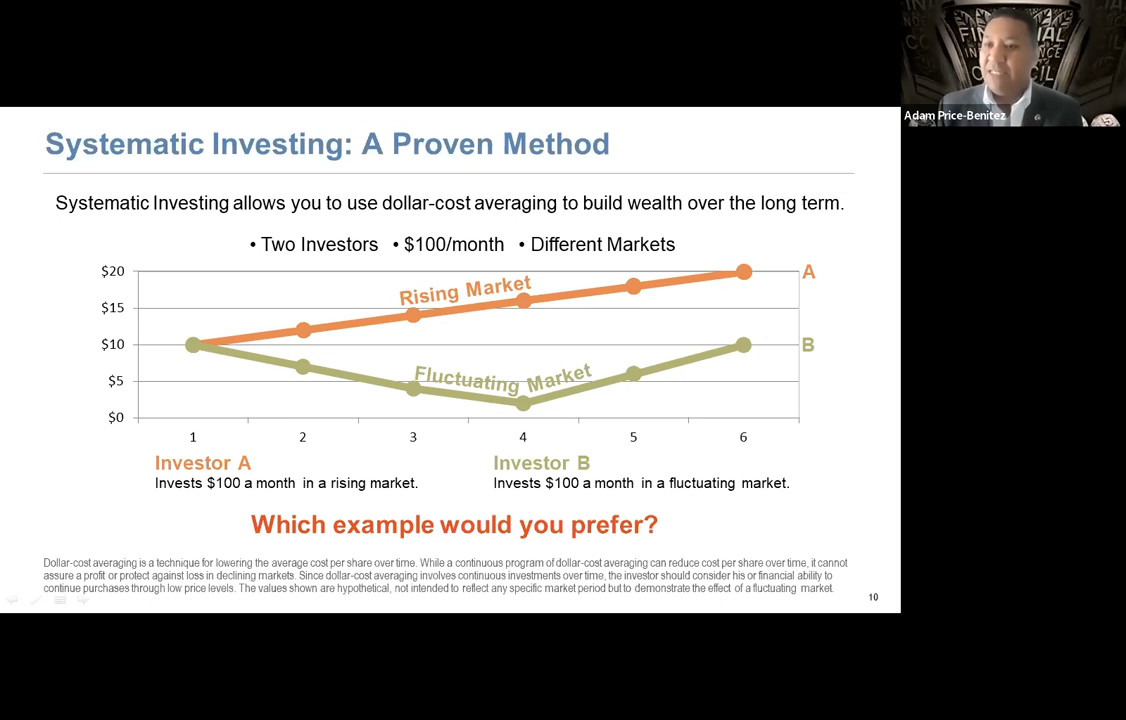 FINANCIAL
COUNCIL
Adam Price-Benitez
Systematic Investing: A Proven Method
Systematic Investing allows you to use dollar-cost averaging to build wealth over the long term.
• Two Investors • $100/month • Different Markets
$20
$15
$10
$5
$0
Rising Market
A
Fluctuating Market
B
1 2 3 4 5 6
Investor A
Invests $100 a month in a rising market.
Investor B
Invests $100 a month in a fluctuating market.
Which example would you prefer?
Dollar-cost averaging is a technique for lowering the average cost per share over time. While a continuous program of dollar-cost averaging can reduce cost per share over time, it cannot
assure a profit or protect against loss in declining markets. Since dollar-cost averaging involves continuous investments over time, the investor should consider his or financial ability to
continue purchases through low price levels. The values shown are hypothetical, not intended to reflect any specific market period but to demonstrate the effect of a fluctuating market.
10